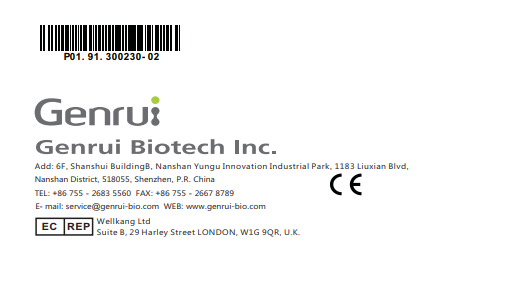 P01. 91. 300230- 02
Genrui
Genrui Biotech Inc.
Add: 6F, Shanshui BuildingB, Nanshan Yungu Innovation Industrial Park, 1183 Liuxian Blvd,
Nanshan District, 518055, Shenzhen, P.R. China
TEL: +86 755 - 2683 5560 FAX: +86 755 - 2667 8789
E- mail: service@genrui-bio.com WEB: www.genrui-bio.com
CE
EC REP
Wellkang Ltd
Suite B, 29 Harley Street LONDON, W1G 9QR, U.K.